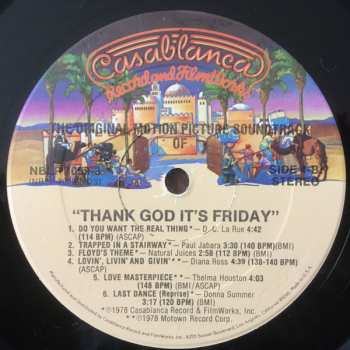 Casablanca
Record and FilmWorks
THE ORIGINAL MOTION PICTURE SOUNDTRACK
OF
SIDE 4-B
STEREO
"THANK GOD IT'S FRIDAY"
1. DO YOU WANT THE REAL THING* — D. C. La Rue 4:42
(114 BPM) (ASCAP)
2. TRAPPED IN A STAIRWAY* — Paul Jabara 3:30 (140 BPM)(BMI)
3. FLOYD'S THEME* — Natural Juices 2:58 (112 BPM) (BMI)
4. LOVIN', LIVIN' AND GIVIN'* — Diana Ross 4:39 (138-140 BPM)
(ASCAP)
5. LOVE MASTERPIECE** — Thelma Houston 4:03
(148 BPM) (ASCAP)
6. LAST DANCE (Reprise)* — Donna Summer
3:17 (120 BPM) (BMI)
*℗1978 Casablanca Record & FilmWorks, Inc.
**℗1978 Motown Record Corp.